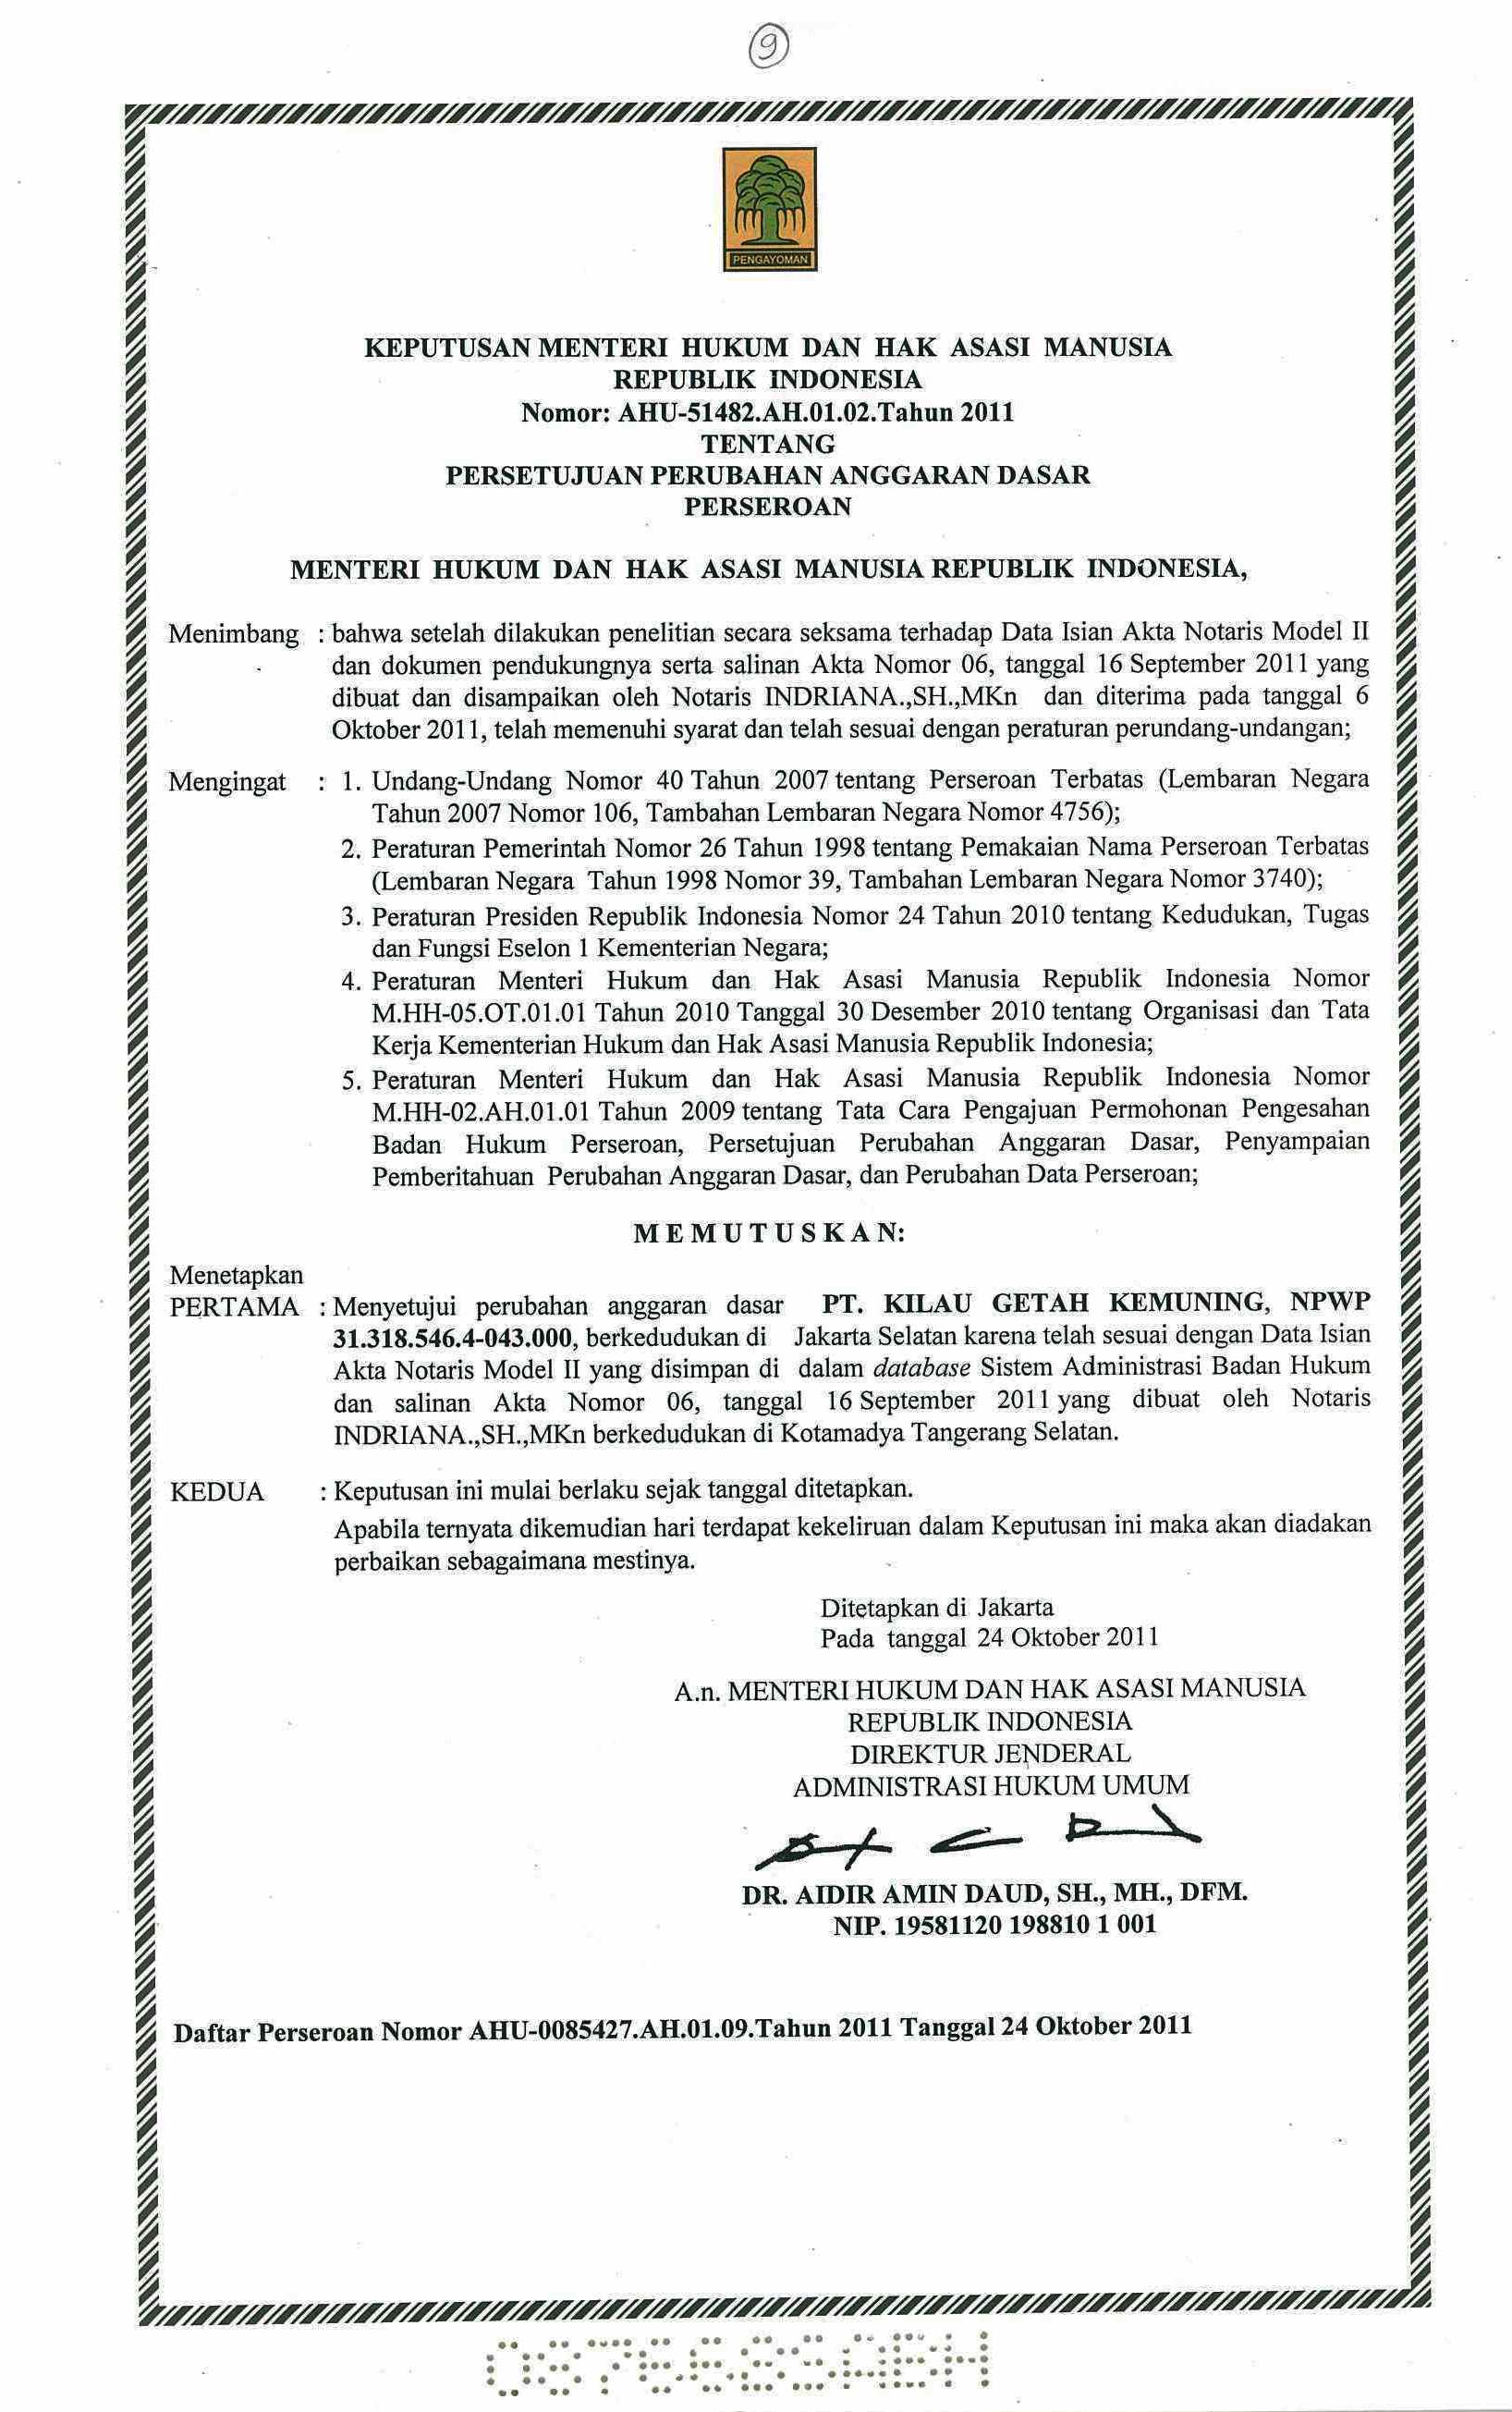 9
PENGAYOMAN
KEPUTUSAN MENTERI HUKUM DAN HAK ASASI MANUSIA
REPUBLIK INDONESIA
Nomor: AHU-51482.AH.01.02.Tahun 2011
TENTANG
PERSETUJUAN PERUBAHAN ANGGARAN DASAR
PERSEROAN
MENTERI HUKUM DAN HAK ASASI MANUSIA REPUBLIK INDONESIA,
Menimbang : bahwa setelah dilakukan penelitian secara seksama terhadap Data Isian Akta Notaris Model II
dan dokumen pendukungnya serta salinan Akta Nomor 06, tanggal 16 September 2011 yang
dibuat dan disampaikan oleh Notaris INDRIANA.,SH.,MKn dan diterima pada tanggal 6
Oktober 2011, telah memenuhi syarat dan telah sesuai dengan peraturan perundang-undangan;
Mengingat : 1. Undang-Undang Nomor 40 Tahun 2007 tentang Perseroan Terbatas (Lembaran Negara
Tahun 2007 Nomor 106, Tambahan Lembaran Negara Nomor 4756);
2. Peraturan Pemerintah Nomor 26 Tahun 1998 tentang Pemakaian Nama Perseroan Terbatas
(Lembaran Negara Tahun 1998 Nomor 39, Tambahan Lembaran Negara Nomor 3740);
3. Peraturan Presiden Republik Indonesia Nomor 24 Tahun 2010 tentang Kedudukan, Tugas
dan Fungsi Eselon 1 Kementerian Negara;
4. Peraturan Menteri Hukum dan Hak Asasi Manusia Republik Indonesia Nomor
M.HH-05.OT.01.01 Tahun 2010 Tanggal 30 Desember 2010 tentang Organisasi dan Tata
Kerja Kementerian Hukum dan Hak Asasi Manusia Republik Indonesia;
5. Peraturan Menteri Hukum dan Hak Asasi Manusia Republik Indonesia Nomor
M.HH-02.AH.01.01 Tahun 2009 tentang Tata Cara Pengajuan Permohonan Pengesahan
Badan Hukum Perseroan, Persetujuan Perubahan Anggaran Dasar, Penyampaian
Pemberitahuan Perubahan Anggaran Dasar, dan Perubahan Data Perseroan;
M E M U T U S K A N:
Menetapkan
PERTAMA : Menyetujui perubahan anggaran dasar PT. KILAU GETAH KEMUNING, NPWP
31.318.546.4-043.000, berkedudukan di Jakarta Selatan karena telah sesuai dengan Data Isian
Akta Notaris Model II yang disimpan di dalam database Sistem Administrasi Badan Hukum
dan salinan Akta Nomor 06, tanggal 16 September 2011 yang dibuat oleh Notaris
INDRIANA.,SH.,MKn berkedudukan di Kotamadya Tangerang Selatan.
KEDUA : Keputusan ini mulai berlaku sejak tanggal ditetapkan.
Apabila ternyata dikemudian hari terdapat kekeliruan dalam Keputusan ini maka akan diadakan
perbaikan sebagaimana mestinya.
Ditetapkan di Jakarta
Pada tanggal 24 Oktober 2011
A.n. MENTERI HUKUM DAN HAK ASASI MANUSIA
REPUBLIK INDONESIA
DIREKTUR JENDERAL
ADMINISTRASI HUKUM UMUM
DR. AIDIR AMIN DAUD, SH., MH., DFM.
NIP. 19581120 198810 1 001
Daftar Perseroan Nomor AHU-0085427.AH.01.09.Tahun 2011 Tanggal 24 Oktober 2011